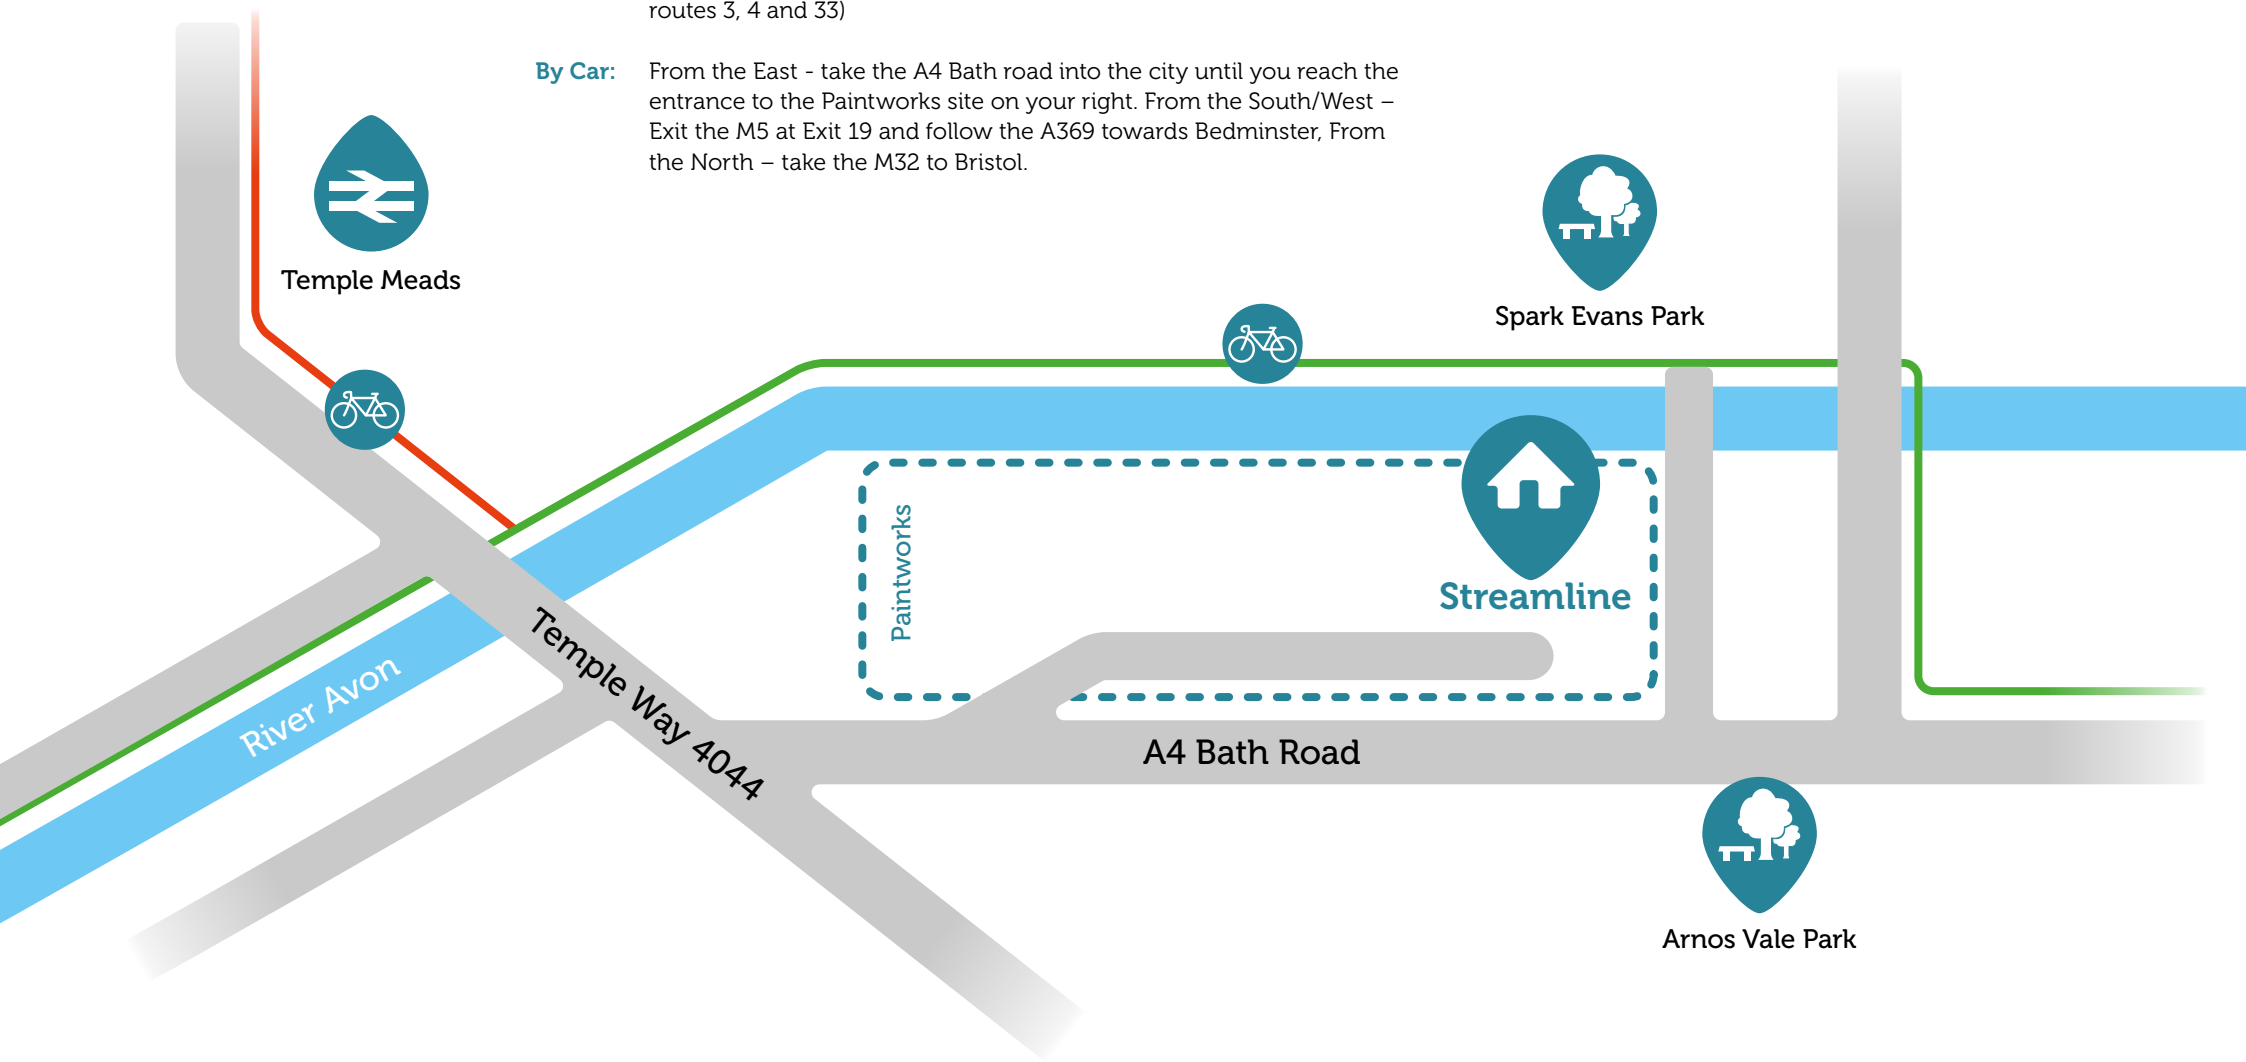 routes 3, 4 and 33)
By Car: From the East - take the A4 Bath road into the city until you reach the
entrance to the Paintworks site on your right. From the South/West –
Exit the M5 at Exit 19 and follow the A369 towards Bedminster, From
the North – take the M32 to Bristol.
Temple Meads
Spark Evans Park
Paintworks
Streamline
River Avon
Temple Way 4044
A4 Bath Road
Arnos Vale Park